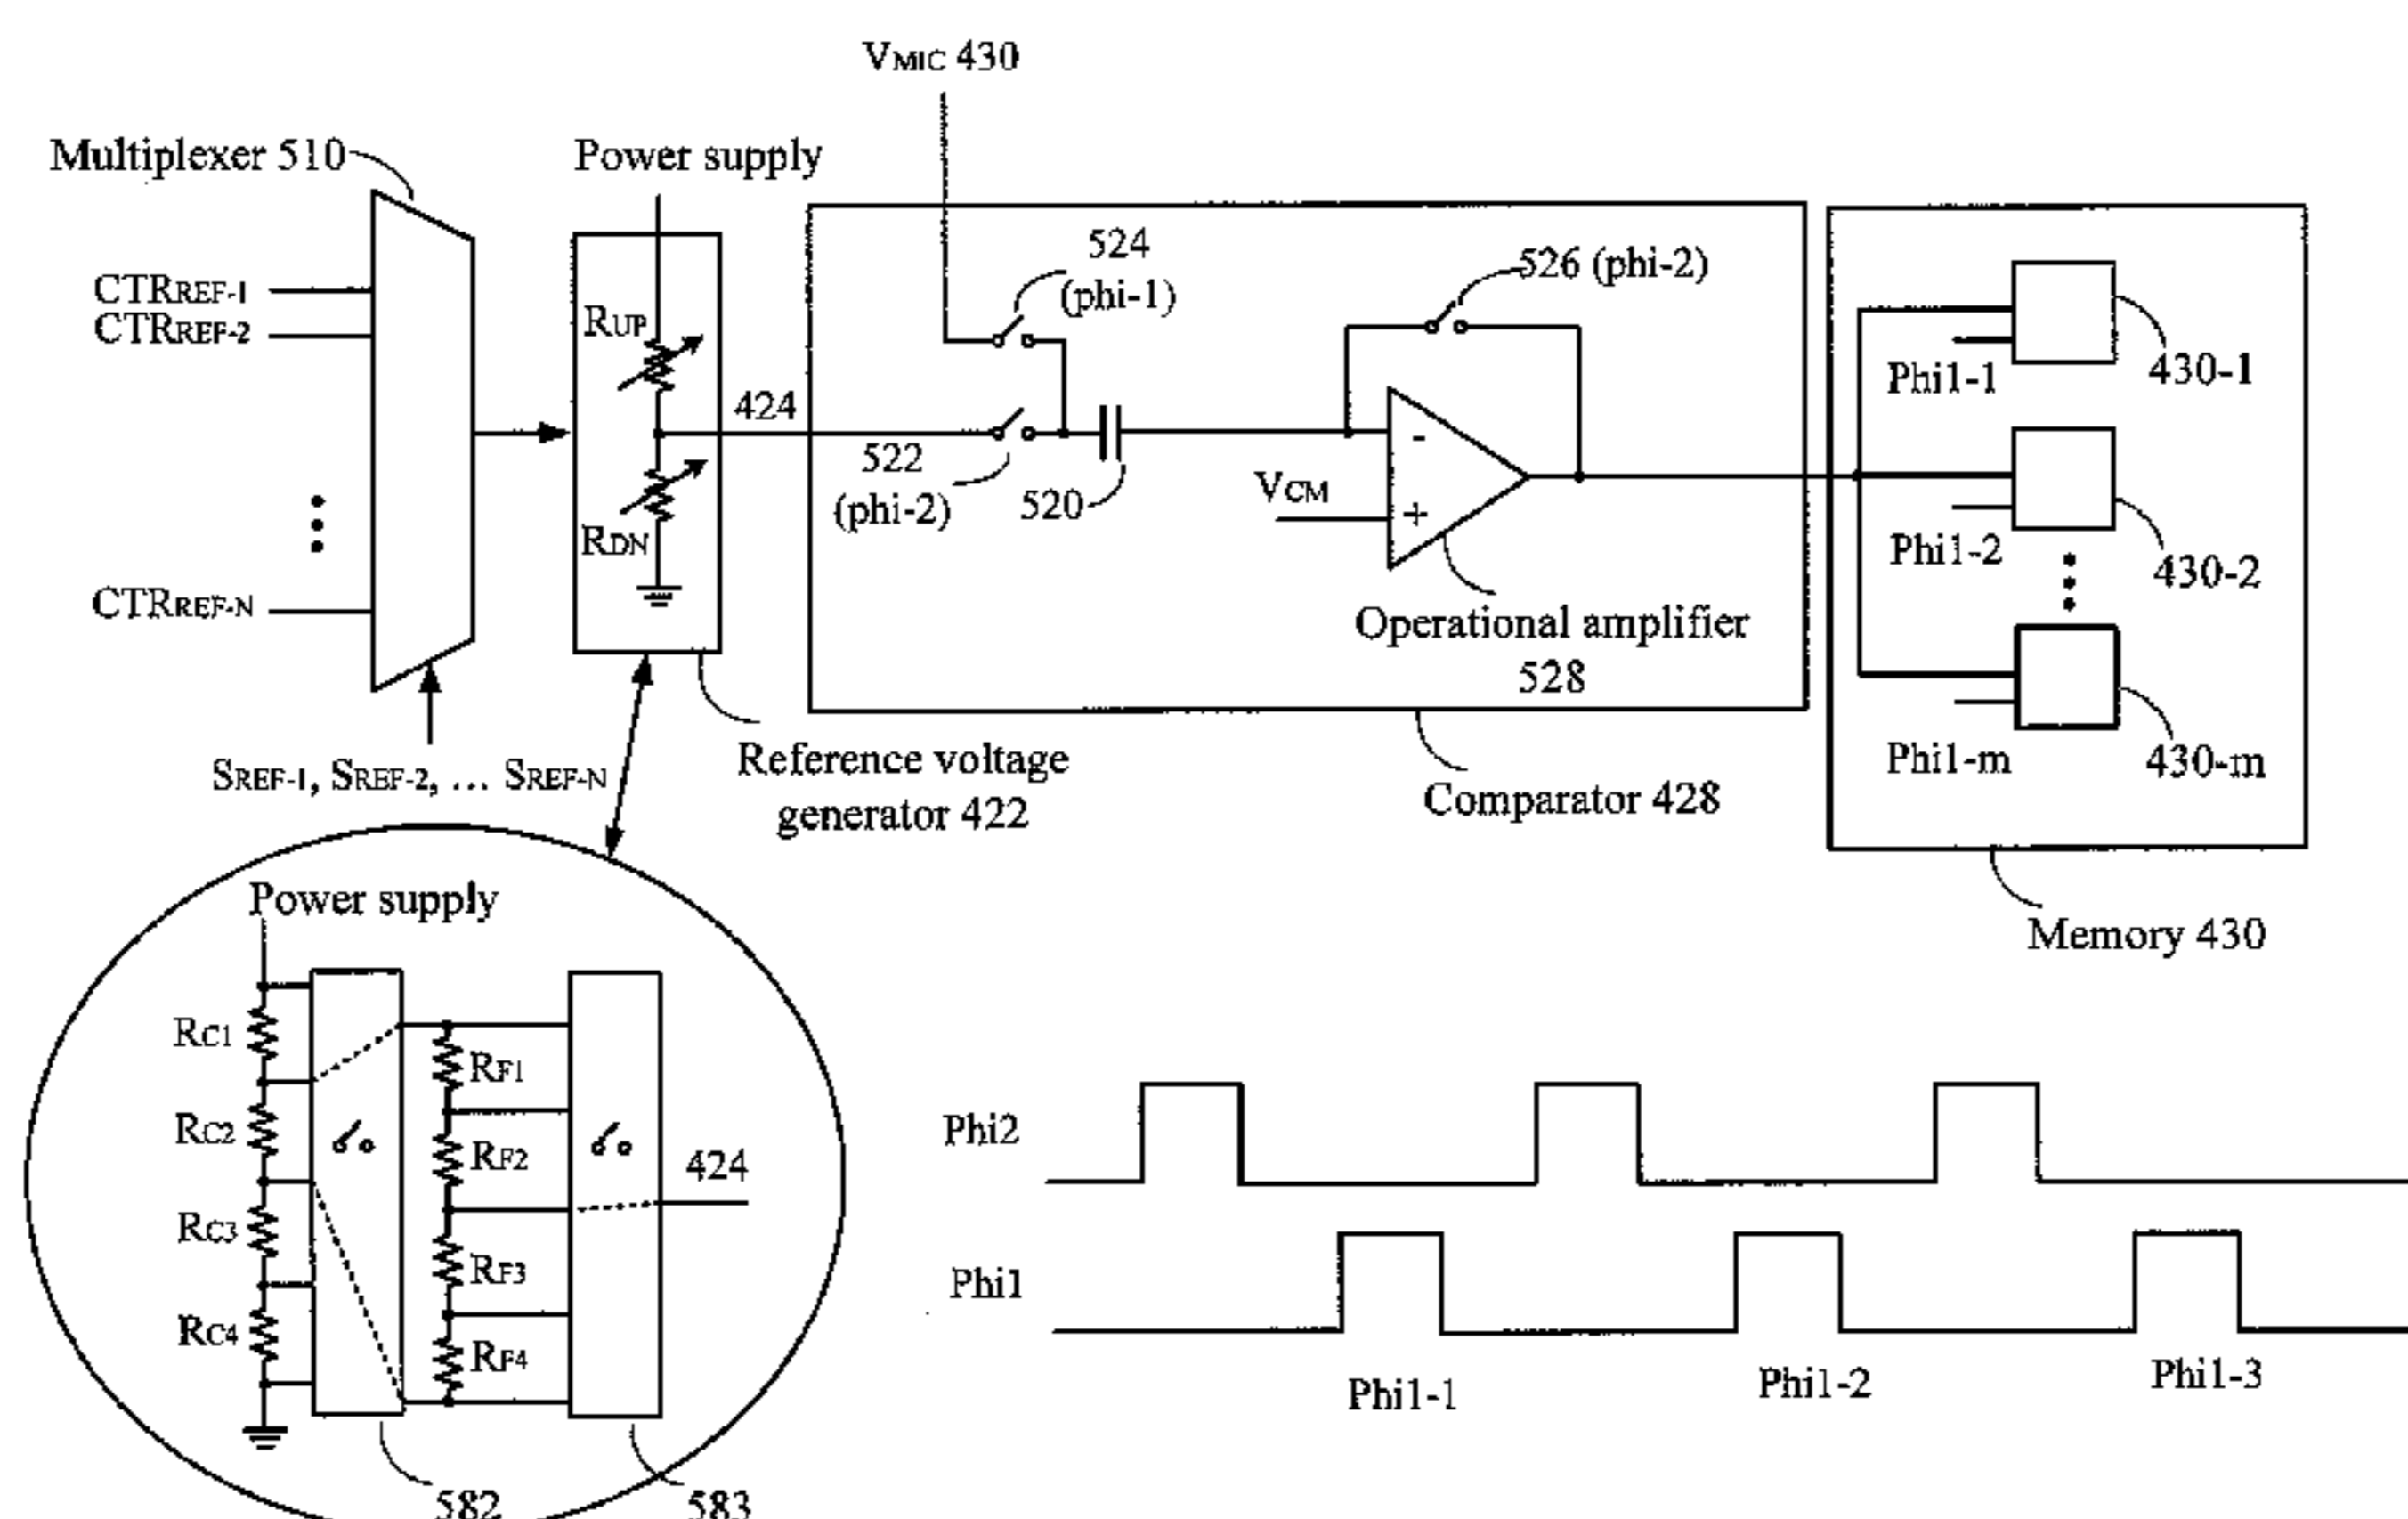 VMIC 430
Multiplexer 510
Power supply
524
(phi-1)
526 (phi-2)
CTRREF-1
CTRREF-2
CTRREF-N
RUP
RDN
424
522
(phi-2)
520
VCM
-
+
Operational amplifier
528
Phi1-1
430-1
Phi1-2
430-2
Phi1-m
430-m
SREF-1, SREF-2, ... SREF-N
Reference voltage
generator 422
Comparator 428
Memory 430
Power supply
RC1
RC2
RC3
RC4
RF1
RF2
RF3
RF4
424
582
583
Phi2
Phi1
Phi1-1
Phi1-2
Phi1-3